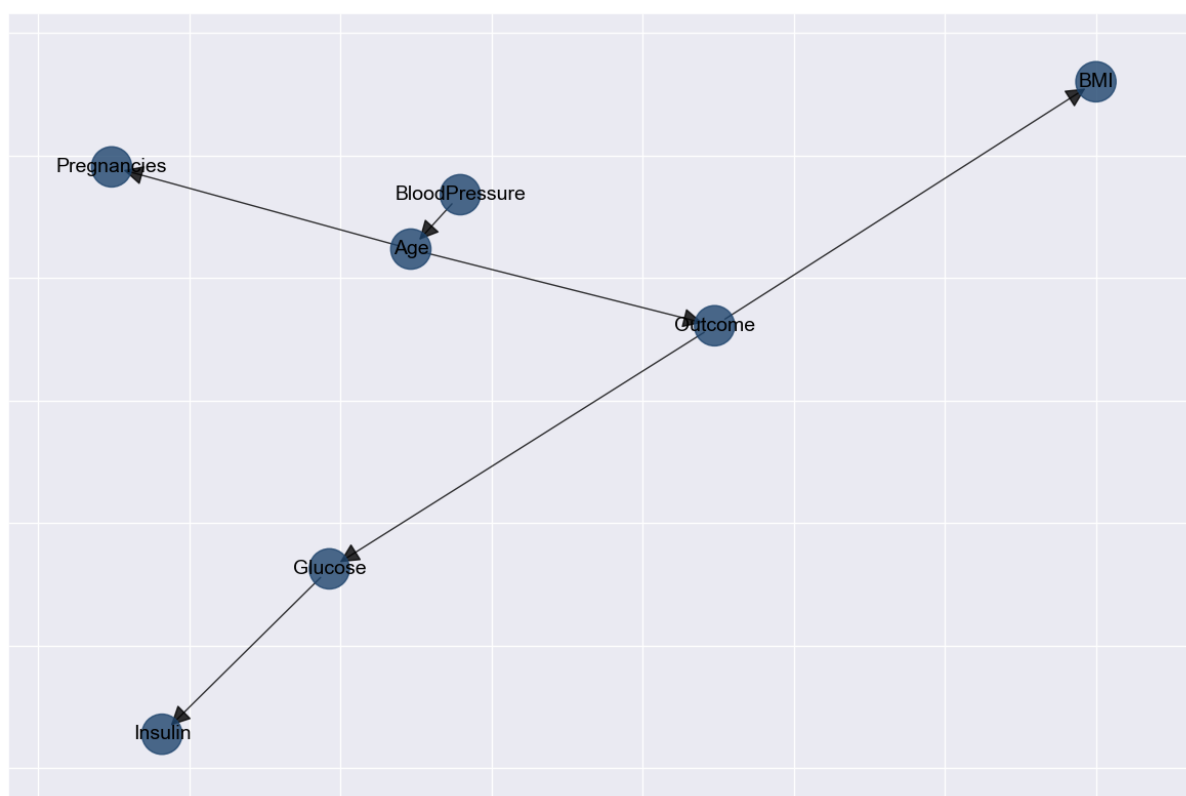 BMI
Pregnancies
BloodPressure
Age
Outcome
Glucose
Insulin